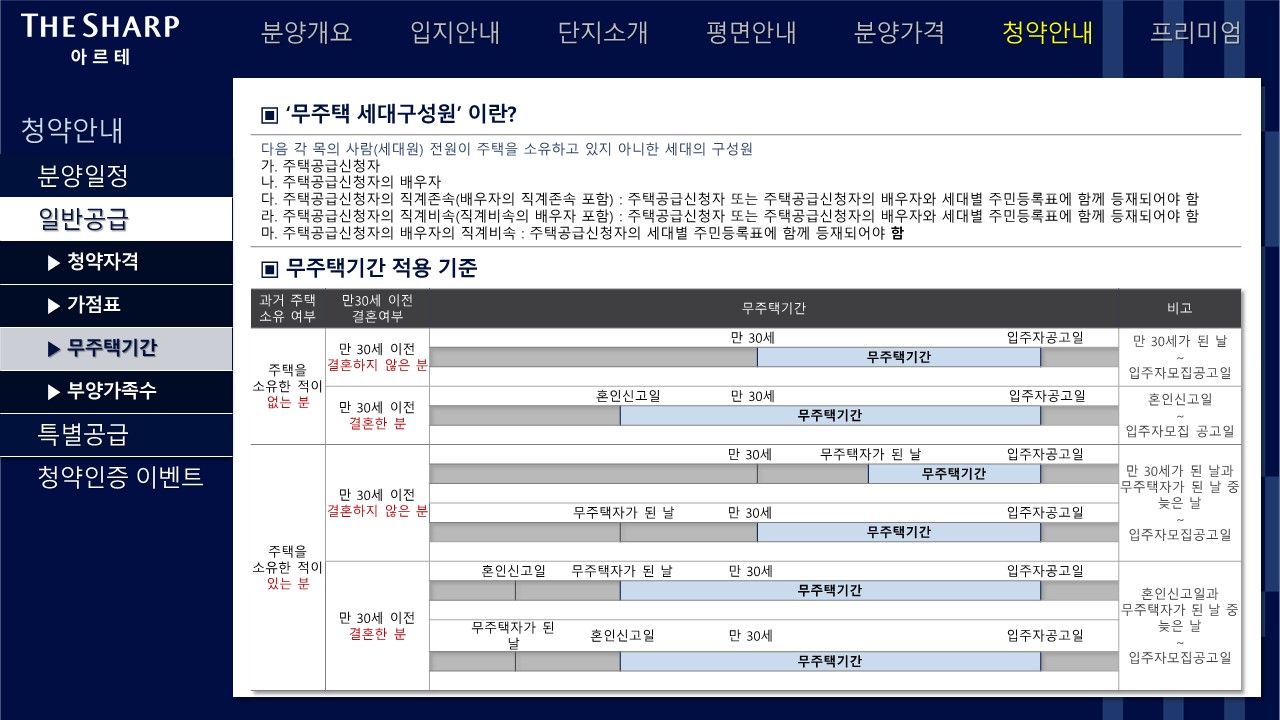 THE SHARP
아르테
분양개요 입지안내 단지소개 평면안내 분양가격 청약안내 프리미엄
청약안내
분양일정
일반공급
▶ 청약자격
▶ 가점표
▶ 무주택기간
▶ 부양가족수
특별공급
청약인증 이벤트
▣ ‘무주택 세대구성원’ 이란?
다음 각 목의 사람(세대원) 전원이 주택을 소유하고 있지 아니한 세대의 구성원
가. 주택공급신청자
나. 주택공급신청자의 배우자
다. 주택공급신청자의 직계존속(배우자의 직계존속 포함) : 주택공급신청자 또는 주택공급신청자의 배우자와 세대별 주민등록표에 함께 등재되어야 함
라. 주택공급신청자의 직계비속(직계비속의 배우자 포함) : 주택공급신청자 또는 주택공급신청자의 배우자와 세대별 주민등록표에 함께 등재되어야 함
마. 주택공급신청자의 배우자의 직계비속 : 주택공급신청자의 세대별 주민등록표에 함께 등재되어야 함
▣ 무주택기간 적용 기준
과거 주택
소유 여부
만30세 이전
결혼여부
무주택기간
비고
주택을
소유한 적이
없는 분
만 30세 이전
결혼하지 않은 분
만 30세 입주자공고일
무주택기간
만 30세가 된 날
~
입주자모집공고일
만 30세 이전
결혼한 분
혼인신고일 만 30세 입주자공고일
무주택기간
혼인신고일
~
입주자모집 공고일
주택을
소유한 적이
있는 분
만 30세 이전
결혼하지 않은 분
만 30세 무주택자가 된 날 입주자공고일
무주택기간
무주택자가 된 날 만 30세 입주자공고일
무주택기간
만 30세가 된 날과
무주택자가 된 날 중
늦은 날
~
입주자모집공고일
만 30세 이전
결혼한 분
혼인신고일 무주택자가 된 날 만 30세 입주자공고일
무주택기간
무주택자가 된
날
혼인신고일 만 30세 입주자공고일
무주택기간
혼인신고일과
무주택자가 된 날 중
늦은 날
~
입주자모집공고일